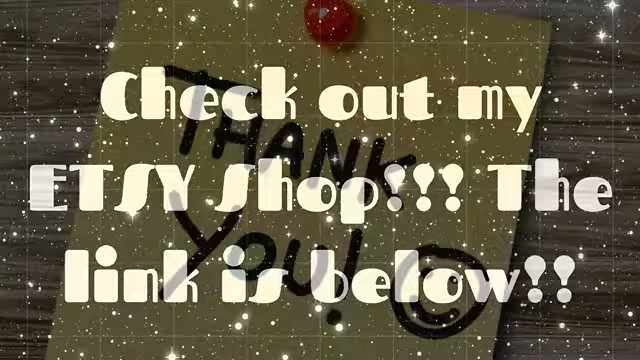 Check out my
ETSY Shop!!! The
link is below!!
THANK
YOU!